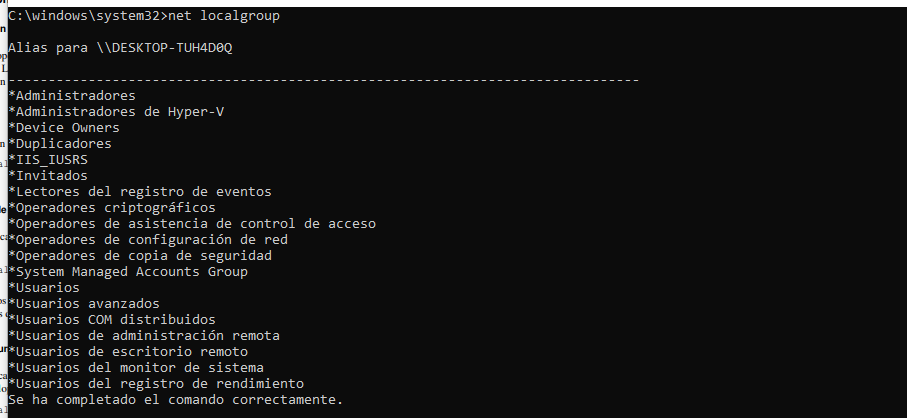 C:\windows\system32>net localgroup
Alias para \\DESKTOP-TUH4D0Q
-------------------------------------------------------------------------------
*Administradores
*Administradores de Hyper-V
*Device Owners
*Duplicadores
*IIS_IUSRS
*Invitados
*Lectores del registro de eventos
*Operadores criptográficos
*Operadores de asistencia de control de acceso
*Operadores de configuración de red
*Operadores de copia de seguridad
*System Managed Accounts Group
*Usuarios
*Usuarios avanzados
*Usuarios COM distribuidos
*Usuarios de administración remota
*Usuarios de escritorio remoto
*Usuarios del monitor de sistema
*Usuarios del registro de rendimiento
Se ha completado el comando correctamente.